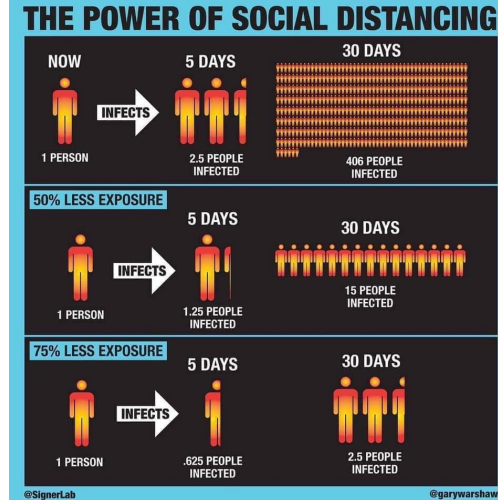 THE POWER OF SOCIAL DISTANCING
NOW
5 DAYS
30 DAYS
INFECTS
1 PERSON
2.5 PEOPLE
INFECTED
406 PEOPLE
INFECTED
50% LESS EXPOSURE
5 DAYS
30 DAYS
INFECTS
1 PERSON
1.25 PEOPLE
INFECTED
15 PEOPLE
INFECTED
75% LESS EXPOSURE
5 DAYS
30 DAYS
INFECTS
1 PERSON
.625 PEOPLE
INFECTED
2.5 PEOPLE
INFECTED
@SignerLab
@garywarshaw